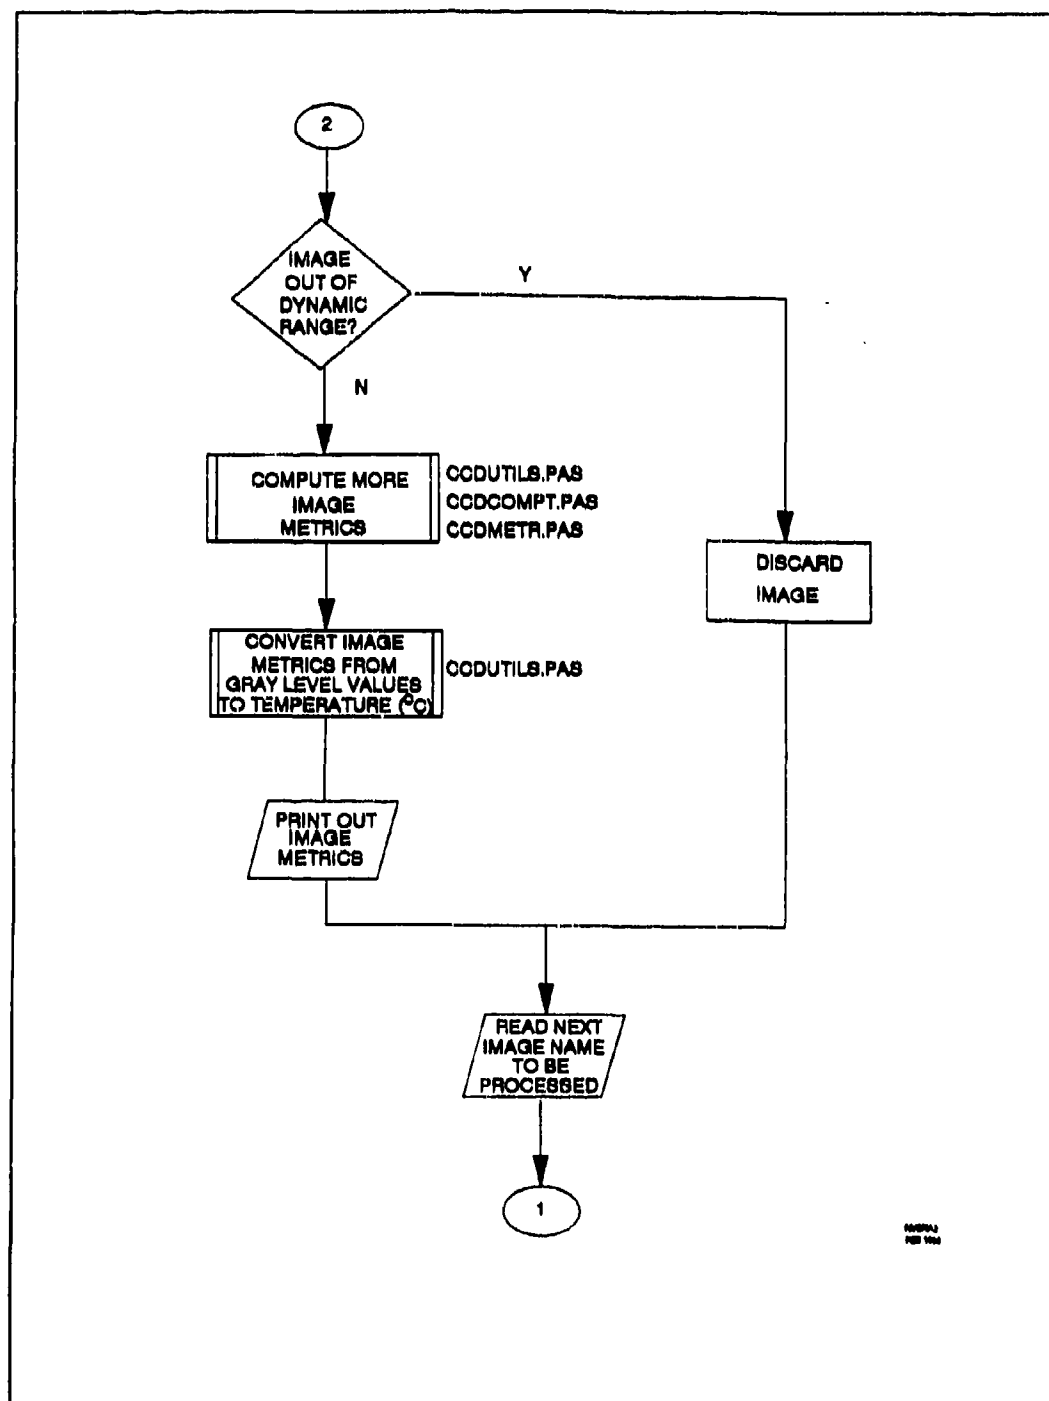 2
IMAGE
OUT OF
DYNAMIC
RANGE?
Y
N
COMPUTE MORE
IMAGE
METRICS
CCDUTILS.PAS
CCDCOMPT.PAS
CCDMETR.PAS
DISCARD
IMAGE
CONVERT IMAGE
METRICS FROM
GRAY LEVEL VALUES
TO TEMPERATURE (°C)
CCDUTILS.PAS
PRINT OUT
IMAGE
METRICS
READ NEXT
IMAGE NAME
TO BE
PROCESSED
1